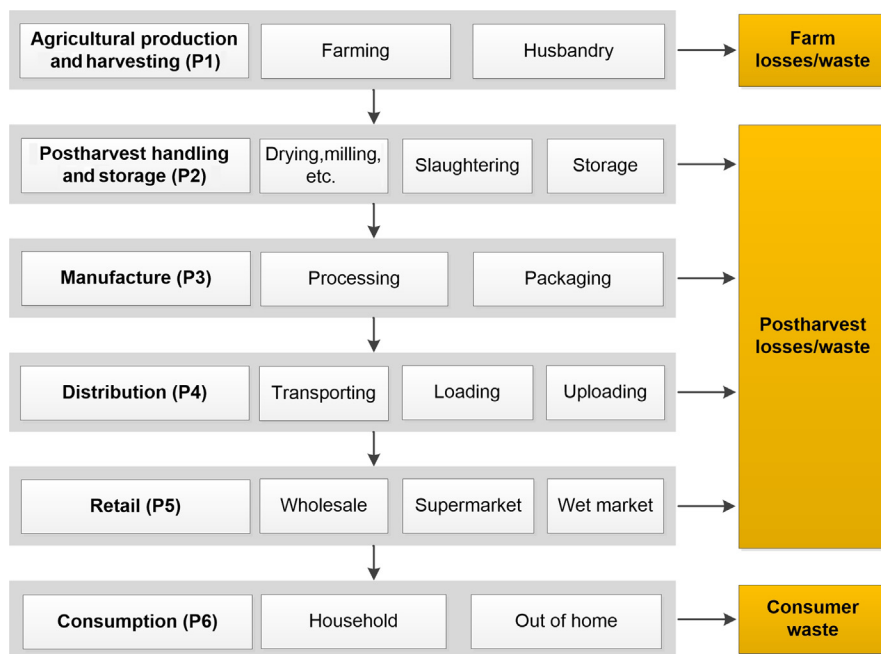 Agricultural production
and harvesting (P1)
Farming
Husbandry
Farm
losses/waste
Postharvest handling
and storage (P2)
Drying,milling,
etc.
Slaughtering
Storage
Manufacture (P3)
Processing
Packaging
Postharvest
losses/waste
Distribution (P4)
Transporting
Loading
Uploading
Retail (P5)
Wholesale
Supermarket
Wet market
Consumption (P6)
Household
Out of home
Consumer
waste